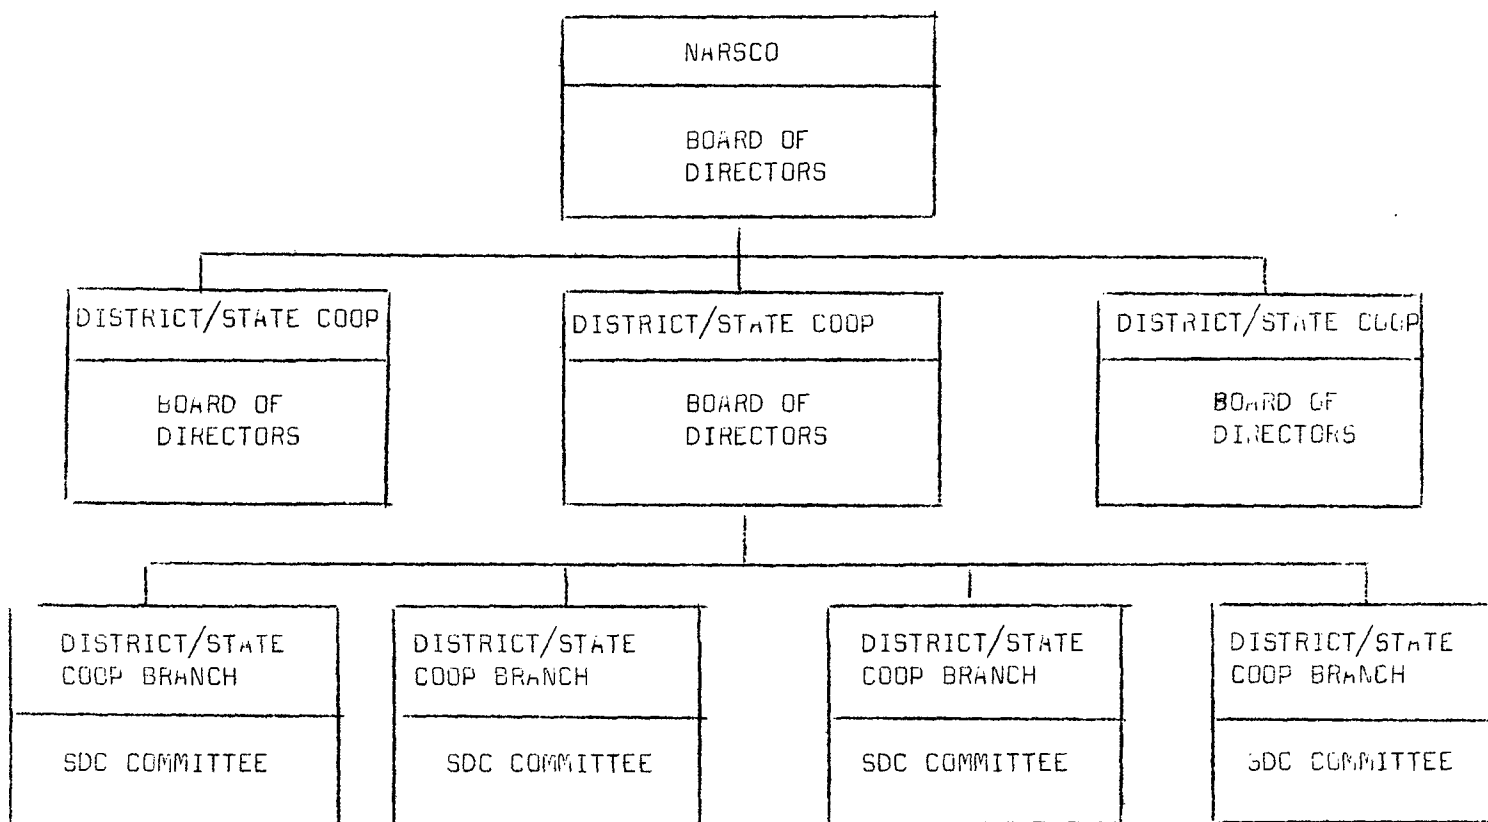 NARSCO
BOARD OF
DIRECTORS
DISTRICT/STATE COOP
DISTRICT/STATE COOP
DISTRICT/STATE COOP
BOARD OF
DIRECTORS
BOARD OF
DIRECTORS
BOARD OF
DIRECTORS
DISTRICT/STATE
COOP BRANCH
DISTRICT/STATE
COOP BRANCH
DISTRICT/STATE
COOP BRANCH
DISTRICT/STATE
COOP BRANCH
SDC COMMITTEE
SDC COMMITTEE
SDC COMMITTEE
SDC COMMITTEE